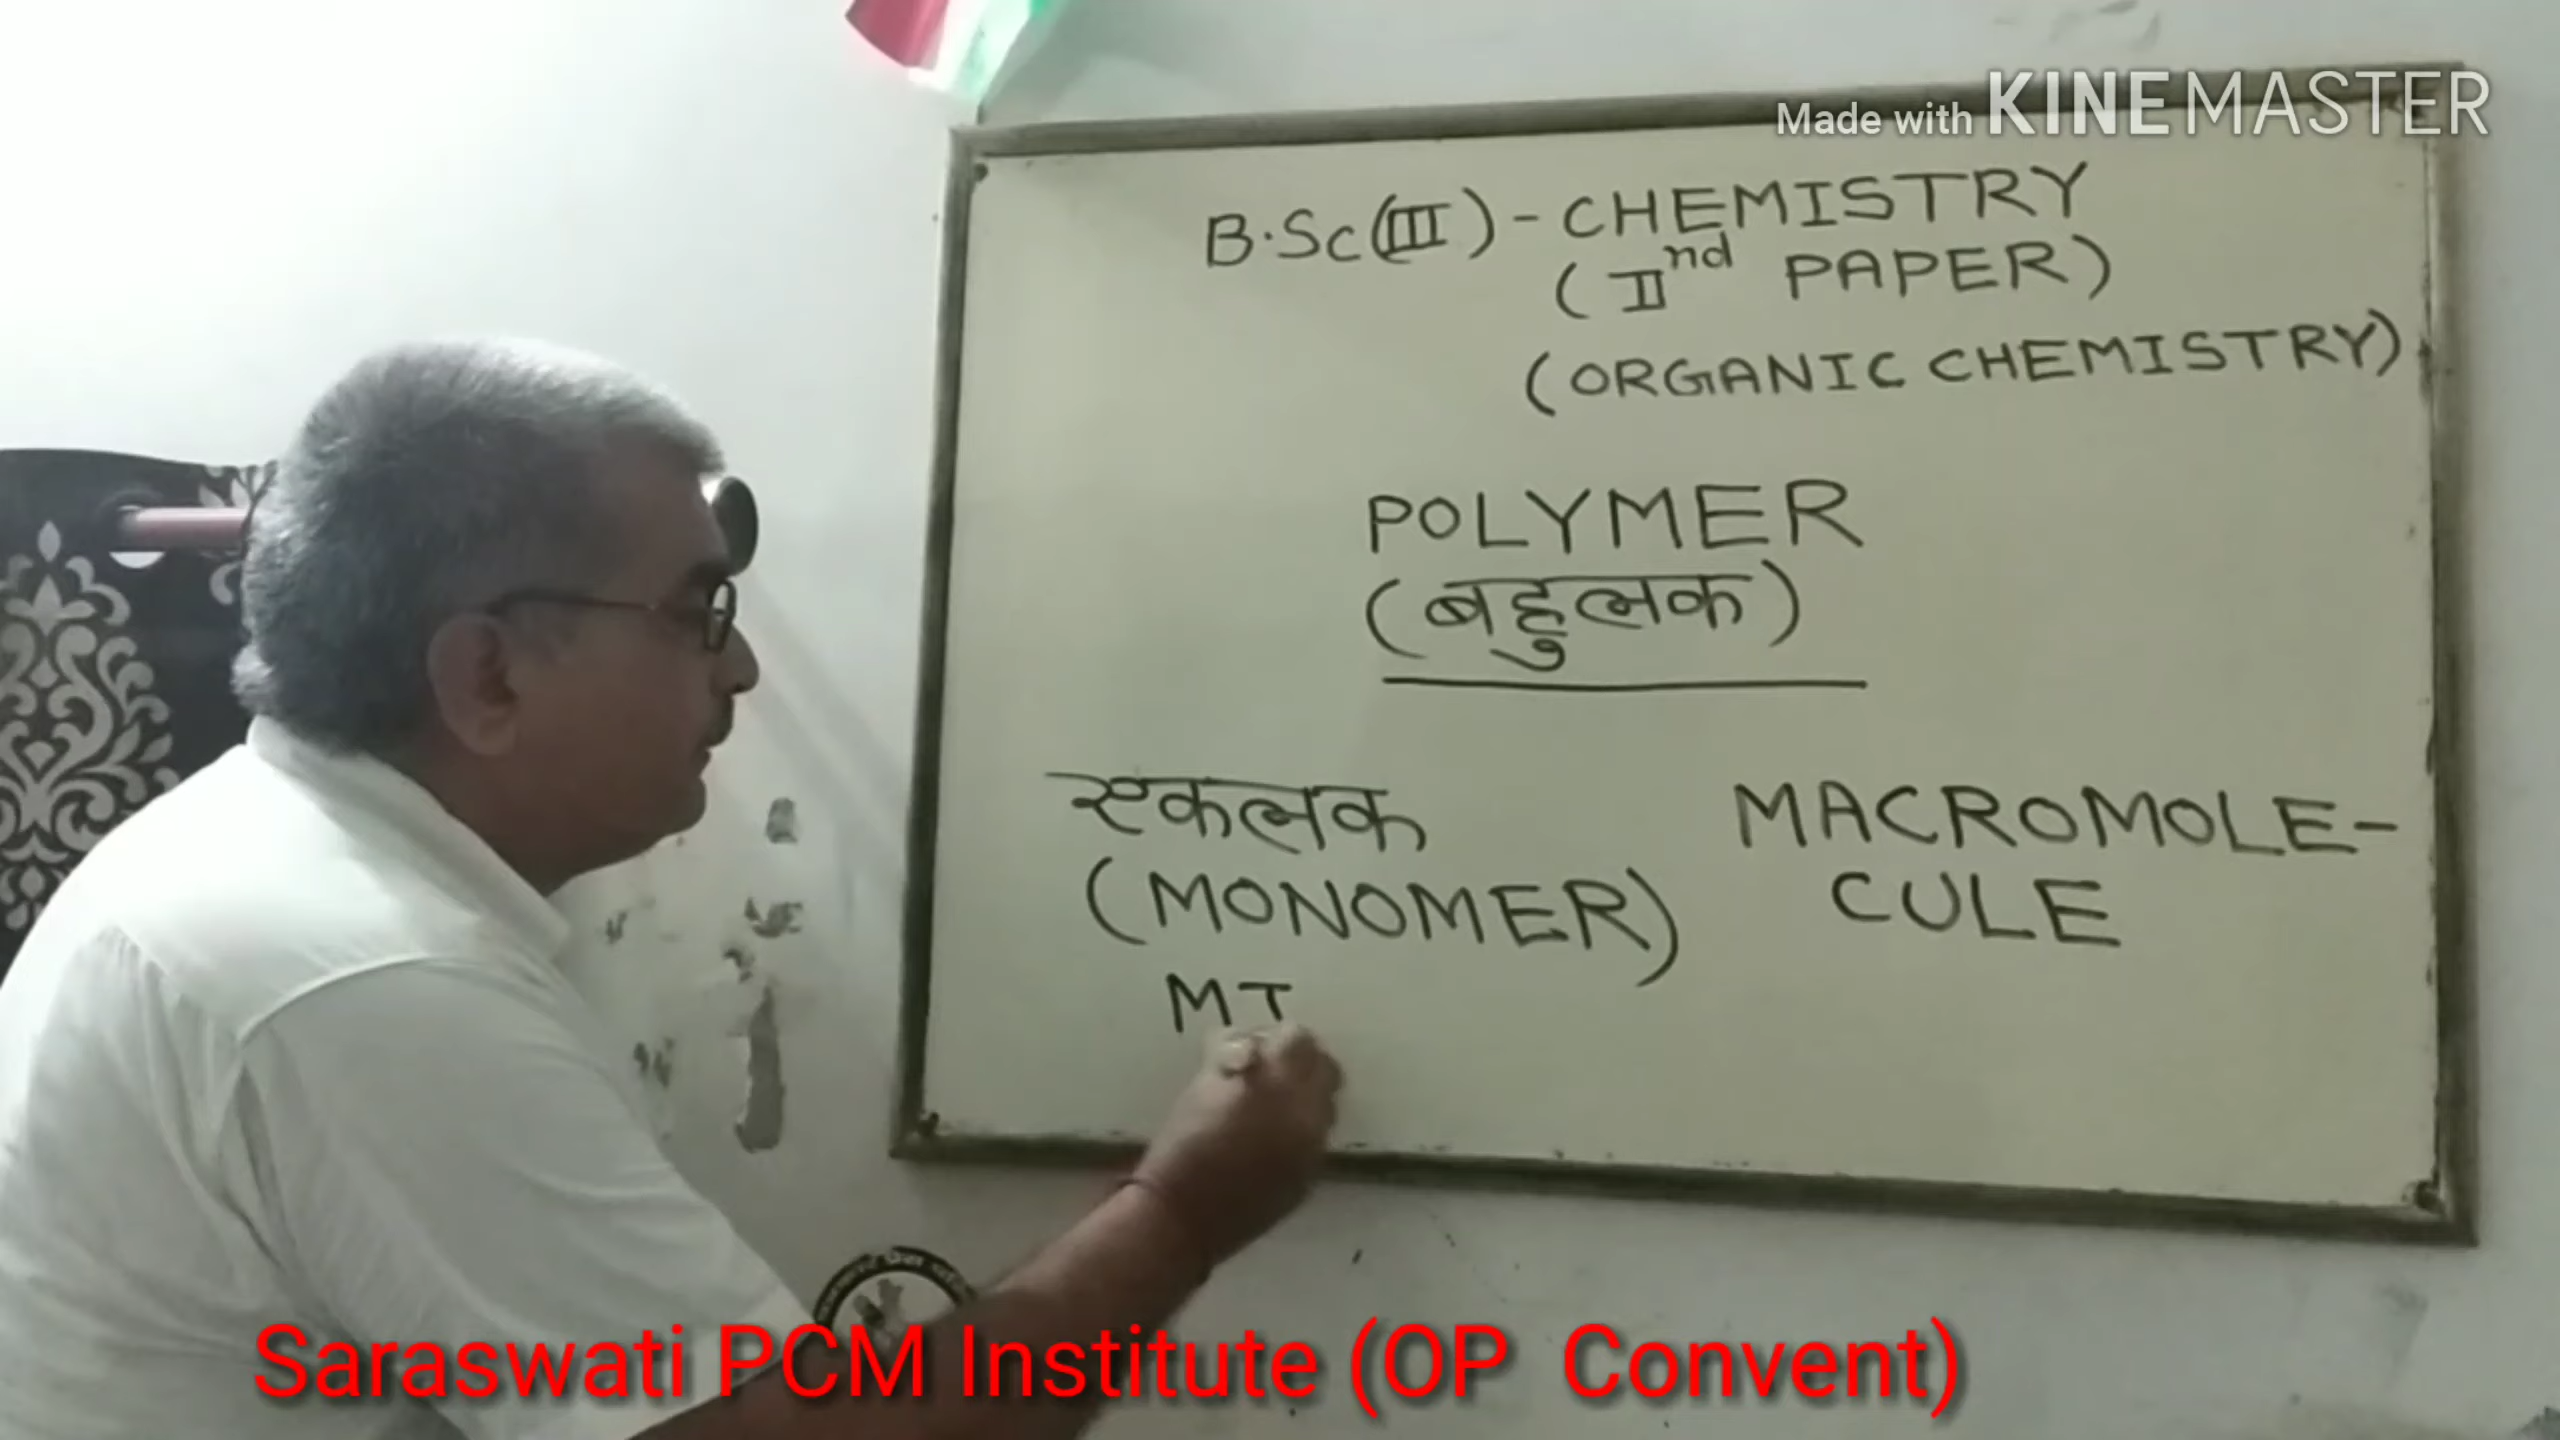 Made with KINEMASTER
B.Sc(III) - CHEMISTRY
(IInd PAPER)
(ORGANIC CHEMISTRY)
POLYMER
(बहुलक)
एकलक
(MONOMER)
MACROMOLE-
CULE
Saraswati PCM Institute (OP Convent)